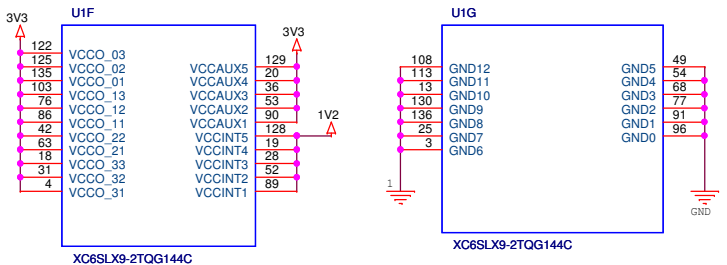 U1F
3V3
122 VCCO_03
125 VCCO_02
135 VCCO_01
103 VCCO_13
76 VCCO_12
86 VCCO_11
42 VCCO_22
63 VCCO_21
18 VCCO_33
31 VCCO_32
4 VCCO_31
3V3
VCCAUX5 129
VCCAUX4 20
VCCAUX3 36
VCCAUX2 53
VCCAUX1 90
1V2
VCCINT5 128
VCCINT4 19
VCCINT3 28
VCCINT2 52
VCCINT1 89
XC6SLX9-2TQG144C
U1G
108 GND12
113 GND11
13 GND10
130 GND9
136 GND8
25 GND7
3 GND6
1
GND5 49
GND4 54
GND3 68
GND2 77
GND1 91
GND0 96
GND
XC6SLX9-2TQG144C